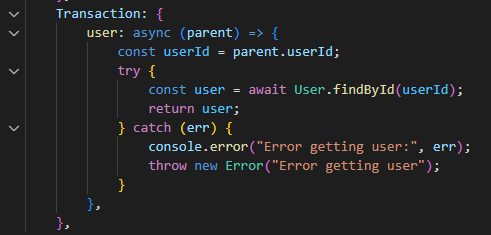 Transaction: {
user: async (parent) => {
const userId = parent.userId;
try {
const user = await User.findById(userId);
return user;
} catch (err) {
console.error("Error getting user:", err);
throw new Error("Error getting user");
}
},
},